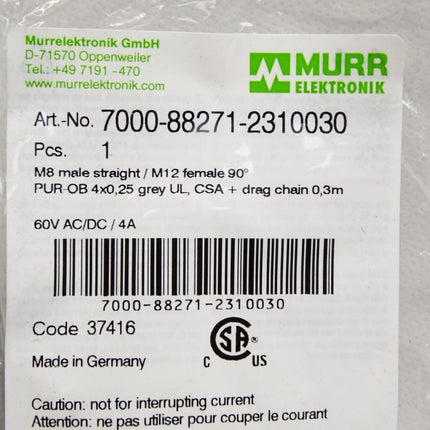 Murrelektronik GmbH
D-71570 Oppenweiler
Tel.: +49 7191 -470
www.murrelektronik.com
MURR
ELEKTRONIK
Art.-No. 7000-88271-2310030
Pcs. 1
M8 male straight / M12 female 90°
PUR-OB 4x0,25 grey UL, CSA + drag chain 0,3m
60V AC/DC / 4A
7000-88271-2310030
Code 37416
Made in Germany
C SA US
Caution: not for interrupting current
Attention: ne pas utiliser pour couper le courant